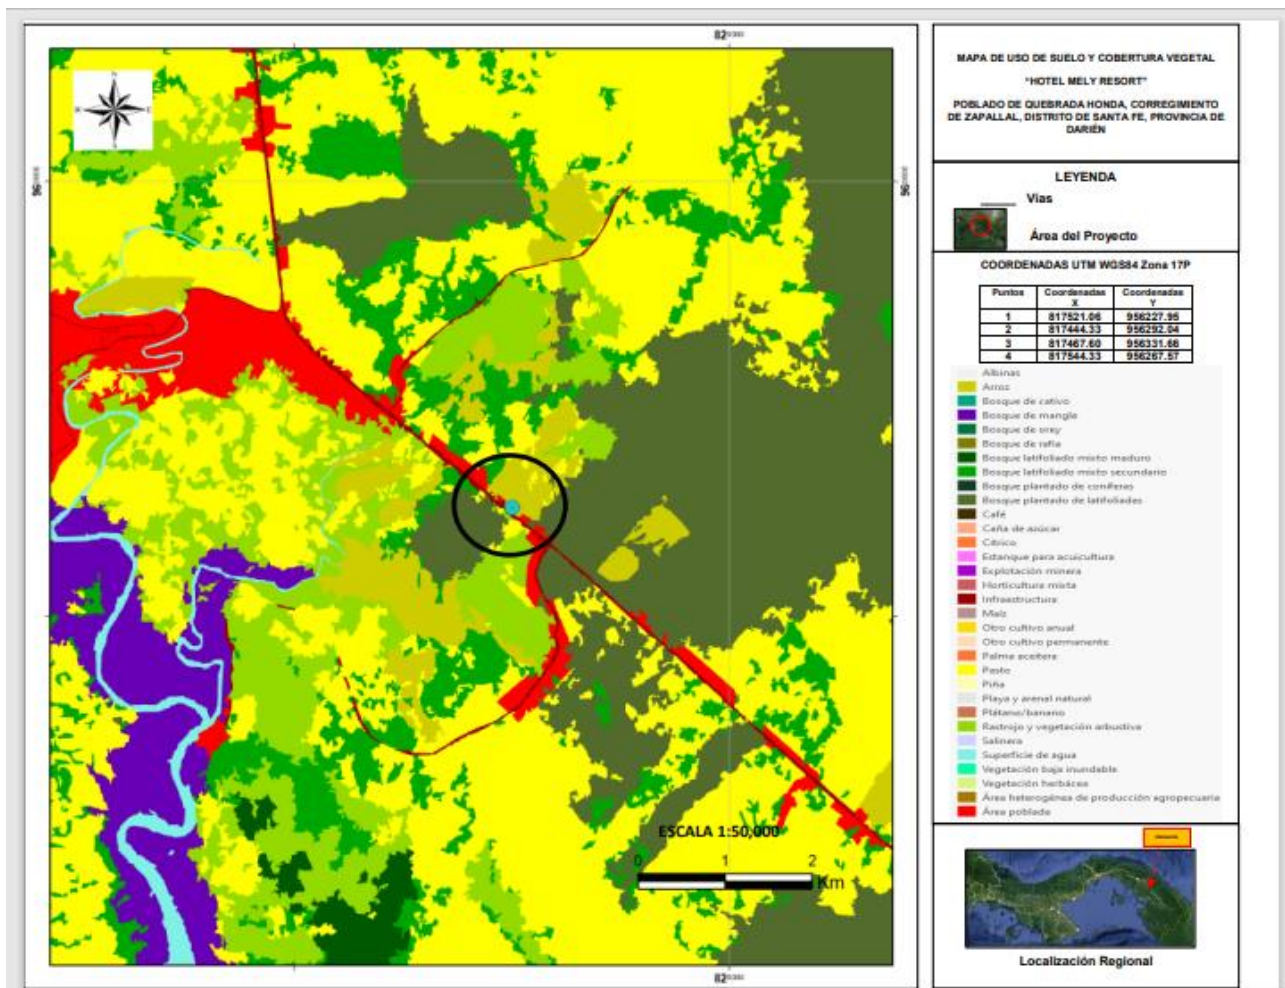 82
96
96
N
E
S
ESCALA 1:50,000
0 1 2
Km
82
MAPA DE USO DE SUELO Y COBERTURA VEGETAL
"HOTEL MELY RESORT"
POBLADO DE QUEBRADA HONDA, CORREGIMIENTO
DE ZAPALLAL, DISTRITO DE SANTA FE, PROVINCIA DE
DARIÉN
LEYENDA
Vías
Área del Proyecto
COORDENADAS UTM WGS84 Zona 17P
Puntos Coordenadas X Coordenadas Y
1 817521.06 956227.95
2 817444.33 956292.04
3 817467.60 956331.66
4 817544.33 956267.57
Albinas
Arroz
Bosque de cativo
Bosque de mangle
Bosque de orey
Bosque de rafia
Bosque latifoliado mixto maduro
Bosque latifoliado mixto secundario
Bosque plantado de coníferas
Bosque plantado de latifoliadas
Café
Caña de azúcar
Cítrico
Estanque para acuicultura
Explotación minera
Horticultura mixta
Infraestructura
Maíz
Otro cultivo anual
Otro cultivo permanente
Palma aceitera
Pasto
Piña
Playa y arenal natural
Plátano/banano
Rastrojo y vegetación arbustiva
Salinera
Superficie de agua
Vegetación baja inundable
Vegetación herbácea
Área heterogénea de producción agropecuaria
Área poblada
Localización Regional